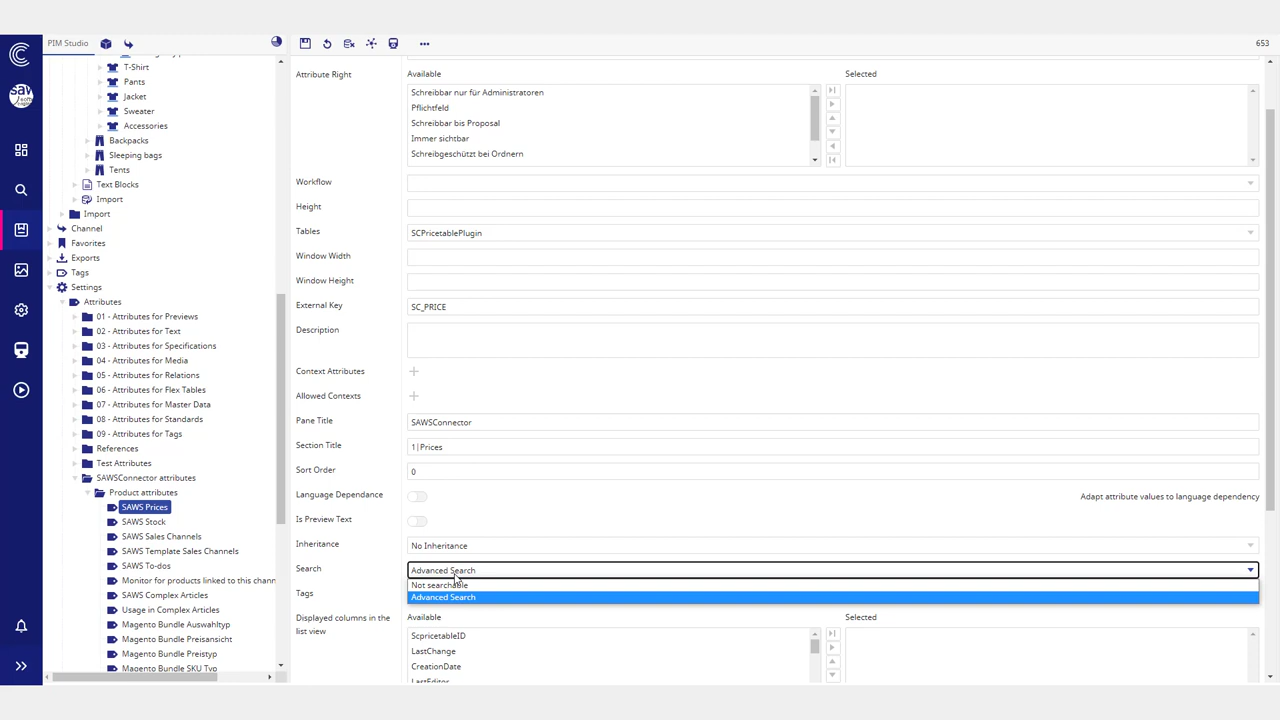 PIM Studio
653
T-Shirt
Pants
Jacket
Sweater
Accessories
Backpacks
Sleeping bags
Tents
Text Blocks
Import
Import
Channel
Favorites
Exports
Tags
Settings
Attributes
01 - Attributes for Previews
02 - Attributes for Text
03 - Attributes for Specifications
04 - Attributes for Media
05 - Attributes for Relations
06 - Attributes for Flex Tables
07 - Attributes for Master Data
08 - Attributes for Standards
09 - Attributes for Tags
References
Test Attributes
SAWSConnector attributes
Product attributes
SAWS Prices
SAWS Stock
SAWS Sales Channels
SAWS Template Sales Channels
SAWS To-dos
Monitor for products linked to this chann
SAWS Complex Articles
Usage in Complex Articles
Magento Bundle Auswahltyp
Magento Bundle Preisansicht
Magento Bundle Preistyp
Magento Bundle SKU Typ
Attribute Right
Available
Selected
Schreibbar nur für Administratoren
Pflichtfeld
Schreibbar bis Proposal
Immer sichtbar
Schreibgeschützt bei Ordnern
Workflow
Height
Tables
SCPricetablePlugin
Window Width
Window Height
External Key
SC_PRICE
Description
Context Attributes
Allowed Contexts
Pane Title
SAWSConnector
Section Title
1|Prices
Sort Order
0
Language Dependance
Adapt attribute values to language dependency
Is Preview Text
Inheritance
No Inheritance
Search
Advanced Search
Not searchable
Advanced Search
Tags
Displayed columns in the
list view
Available
Selected
ScpricetableID
LastChange
CreationDate
LastEditor